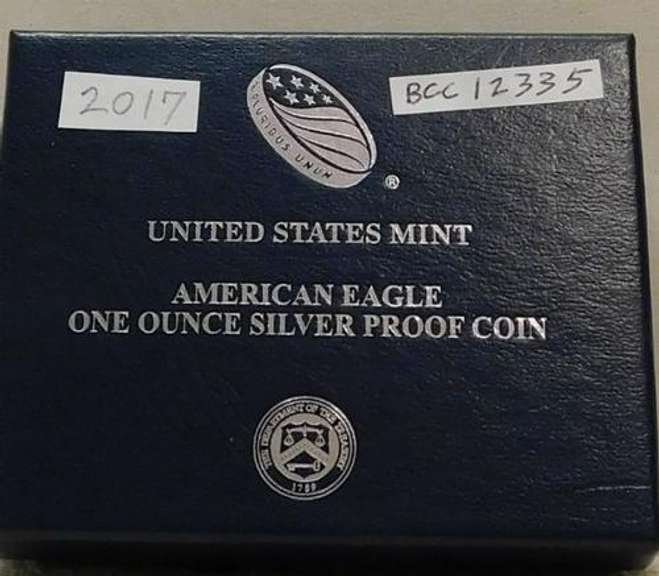 2017
BCC 12335
E PLURIBUS UNUM
®
UNITED STATES MINT
AMERICAN EAGLE
ONE OUNCE SILVER PROOF COIN
THE DEPARTMENT OF THE TREASURY
1789